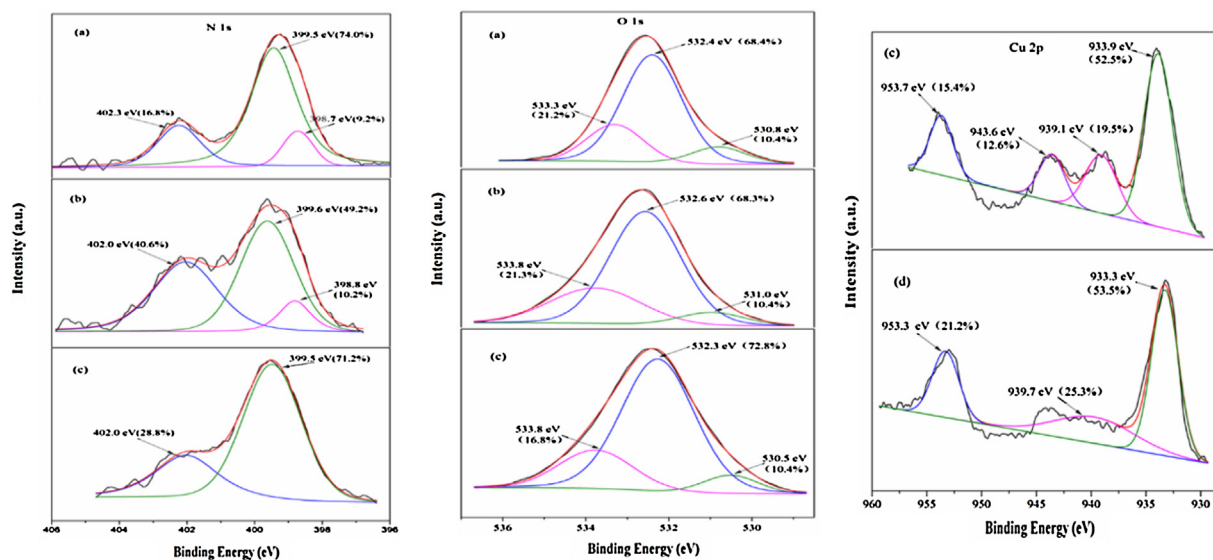 (a)
N 1s
399.5 eV(74.0%)
402.3 eV(16.8%)
398.7 eV(9.2%)
(b)
399.6 eV(49.2%)
402.0 eV(40.6%)
398.8 eV
(10.2%)
(c)
399.5 eV(71.2%)
402.0 eV(28.8%)
Intensity (a.u.)
406 404 402 400 398 396
Binding Energy (eV)
(a)
O 1s
532.4 eV (68.4%)
533.3 eV
(21.2%)
530.8 eV
(10.4%)
(b)
532.6 eV (68.3%)
533.8 eV
(21.3%)
531.0 eV
(10.4%)
(c)
532.3 eV (72.8%)
533.8 eV
(16.8%)
530.5 eV
(10.4%)
Intensity (a.u.)
536 534 532 530
Binding Energy (eV)
(c)
Cu 2p
933.9 eV
(52.5%)
953.7 eV (15.4%)
943.6 eV
(12.6%)
939.1 eV (19.5%)
(d)
933.3 eV
(53.5%)
953.3 eV (21.2%)
939.7 eV (25.3%)
Intensity (a.u.)
960 955 950 945 940 935 930
Binding Energy (eV)